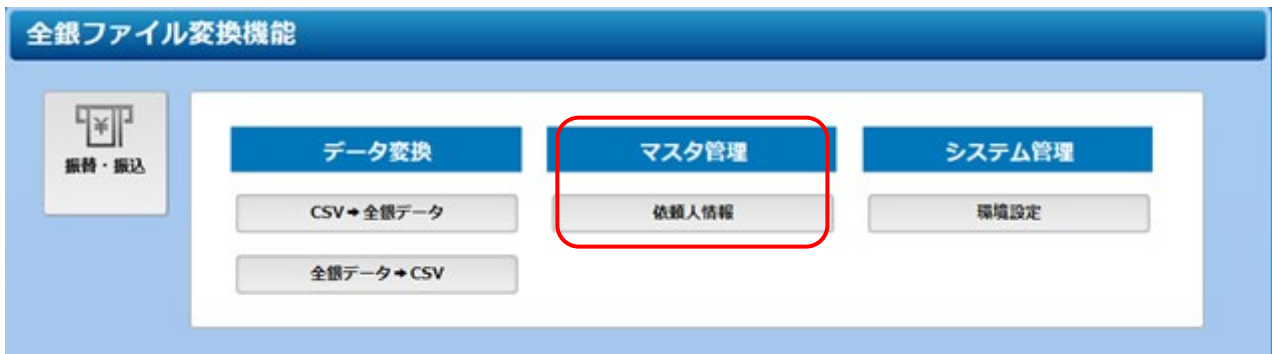 全銀ファイル変換機能
振替・振込
データ変換
マスタ管理
システム管理
CSV➡全銀データ
依頼人情報
環境設定
全銀データ➡CSV